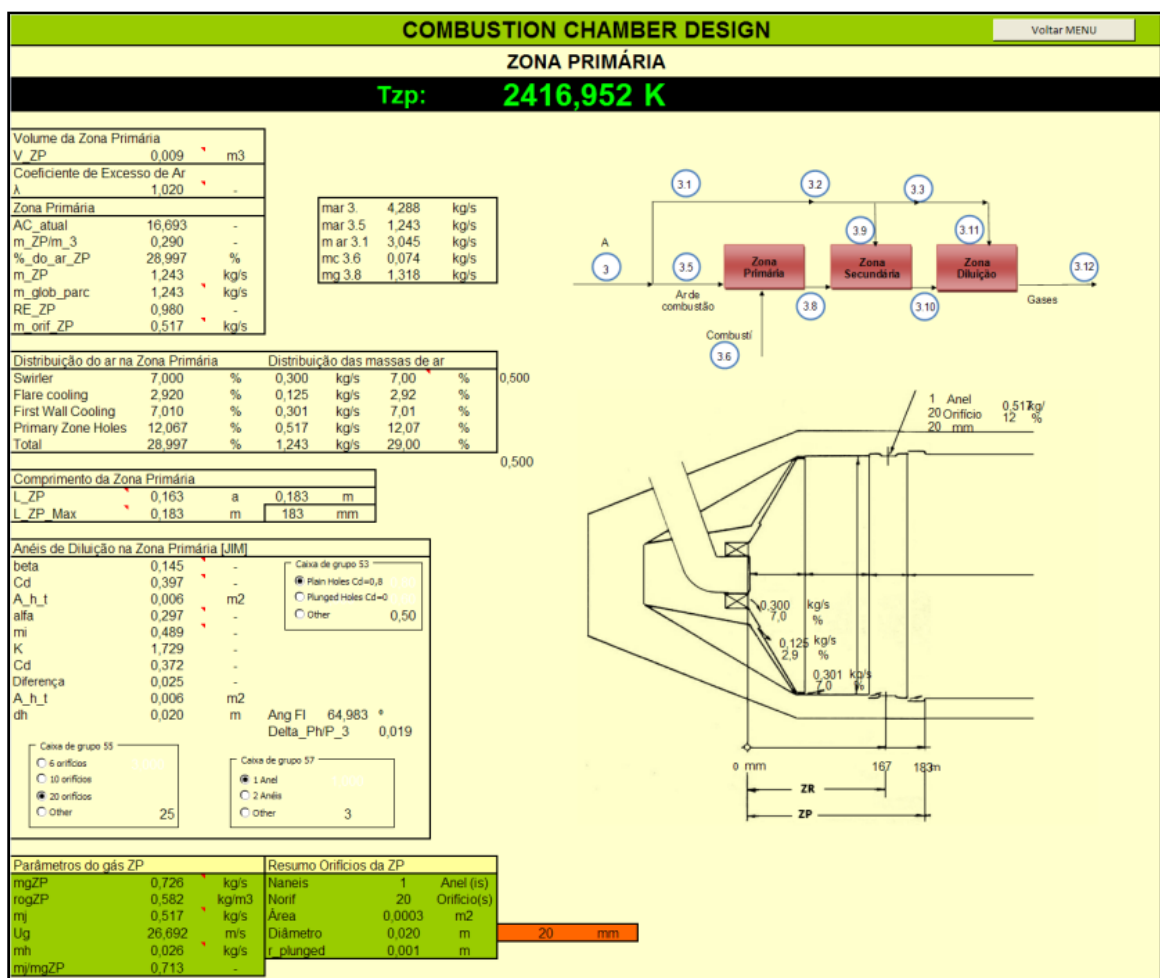 COMBUSTION CHAMBER DESIGN
Voltar MENU
ZONA PRIMÁRIA
Tzp: 2416,952 K
Volume da Zona Primária
V_ZP 0,009 m3
Coeficiente de Excesso de Ar
λ 1,020 -
Zona Primária
AC_atual 16,693 -
m_ZP/m_3 0,290 -
%_do_ar_ZP 28,997 %
m_ZP 1,243 kg/s
m_glob_parc 1,243 kg/s
RE_ZP 0,980 -
m_orif_ZP 0,517 kg/s
mar 3. 4,288 kg/s
mar 3.5 1,243 kg/s
m ar 3.1 3,045 kg/s
mc 3.6 0,074 kg/s
mg 3.8 1,318 kg/s
3.1 3.2 3.3
3.9 3.11
A
3 3.5 Zona Primária Zona Secundária Zona Diluição 3.12
Ar de combustão 3.8 3.10 Gases
Combustí
3.6
Distribuição do ar na Zona Primária Distribuição das massas de ar
Swirler 7,000 % 0,300 kg/s 7,00 % 0,500
Flare cooling 2,920 % 0,125 kg/s 2,92 %
First Wall Cooling 7,010 % 0,301 kg/s 7,01 %
Primary Zone Holes 12,067 % 0,517 kg/s 12,07 %
Total 28,997 % 1,243 kg/s 29,00 %
0,500
1 Anel 0,517kg/
20 Orifício 12 %
20 mm
Comprimento da Zona Primária
L_ZP 0,163 a 0,183 m
L_ZP_Max 0,183 m 183 mm
Anéis de Diluição na Zona Primária [JIM]
beta 0,145 -
Cd 0,397 -
A_h_t 0,006 m2
alfa 0,297 -
mi 0,489 -
K 1,729 -
Cd 0,372 -
Diferença 0,025 -
A_h_t 0,006 m2
dh 0,020 m Ang FI 64,983 º
Delta_Ph/P_3 0,019
Caixa de grupo 53
Plain Holes Cd=0,8
Plunged Holes Cd=0
Other 0,50
Caixa de grupo 55
6 orifícios
10 orifícios
20 orifícios
Other 25
Caixa de grupo 57
1 Anel
2 Anéis
Other 3
0,300 kg/s
7,0 %
0,125 kg/s
2,9 %
0,301 kg/s
7,0 %
0 mm 167 183m
ZR
ZP
Parâmetros do gás ZP Resumo Orifícios da ZP
mgZP 0,726 kg/s Naneis 1 Anel (is)
rogZP 0,582 kg/m3 Norif 20 Orifício(s)
mj 0,517 kg/s Área 0,0003 m2
Ug 26,692 m/s Diâmetro 0,020 m 20 mm
mh 0,026 kg/s r_plunged 0,001 m
mj/mgZP 0,713 -